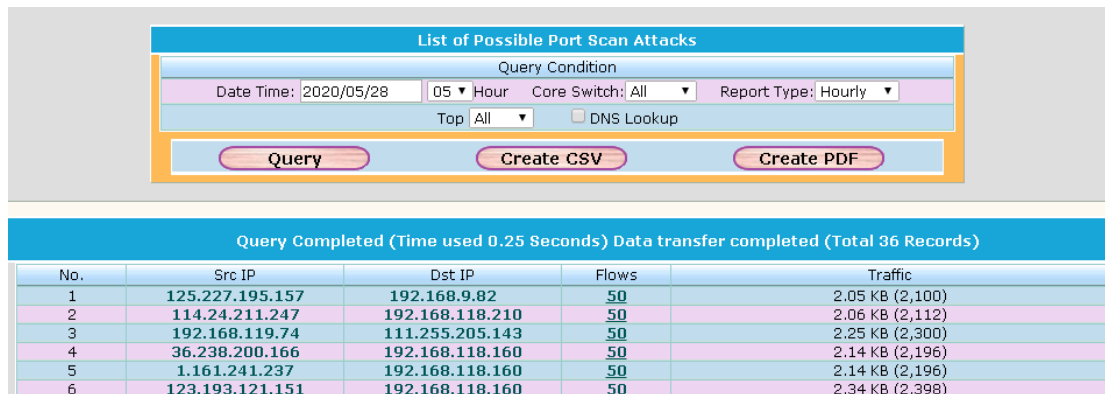 List of Possible Port Scan Attacks
Query Condition
Date Time: 2020/05/28 05 Hour Core Switch: All Report Type: Hourly
Top All DNS Lookup
Query Create CSV Create PDF
Query Completed (Time used 0.25 Seconds) Data transfer completed (Total 36 Records)
No. Src IP Dst IP Flows Traffic
1 125.227.195.157 192.168.9.82 50 2.05 KB (2,100)
2 114.24.211.247 192.168.118.210 50 2.06 KB (2,112)
3 192.168.119.74 111.255.205.143 50 2.25 KB (2,300)
4 36.238.200.166 192.168.118.160 50 2.14 KB (2,196)
5 1.161.241.237 192.168.118.160 50 2.14 KB (2,196)
6 123.193.121.151 192.168.118.160 50 2.34 KB (2,398)